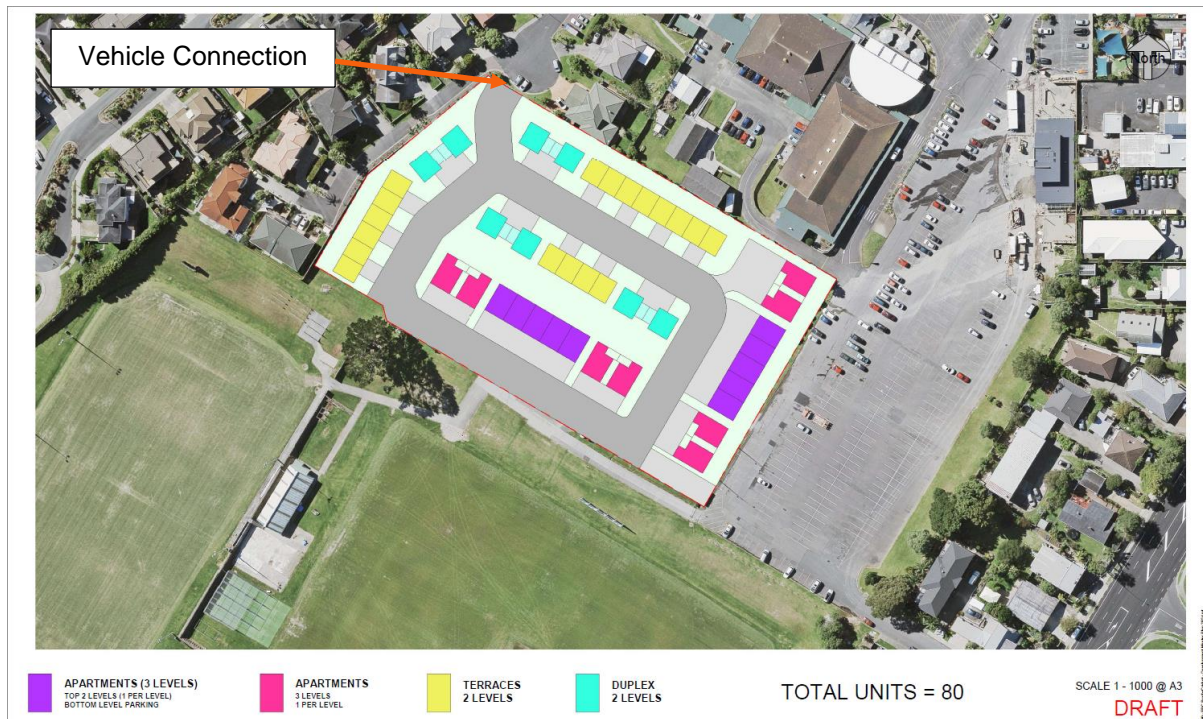 Vehicle Connection
North
APARTMENTS (3 LEVELS)
TOP 2 LEVELS (1 PER LEVEL)
BOTTOM LEVEL PARKING
APARTMENTS
3 LEVELS
1 PER LEVEL
TERRACES
2 LEVELS
DUPLEX
2 LEVELS
TOTAL UNITS = 80
SCALE 1 - 1000 @ A3
DRAFT